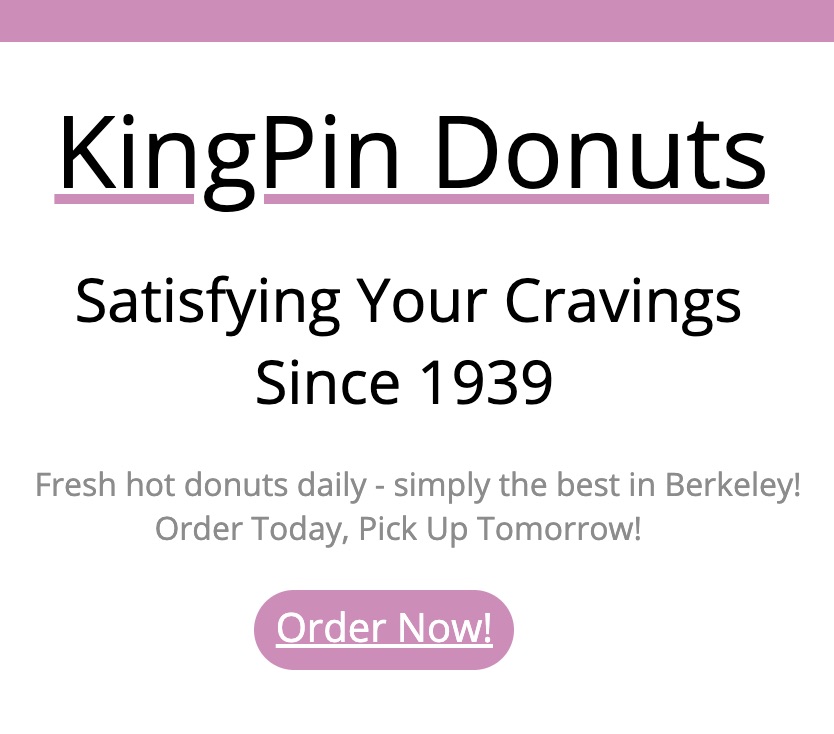 KingPin Donuts
Satisfying Your Cravings
Since 1939
Fresh hot donuts daily - simply the best in Berkeley!
Order Today, Pick Up Tomorrow!
Order Now!